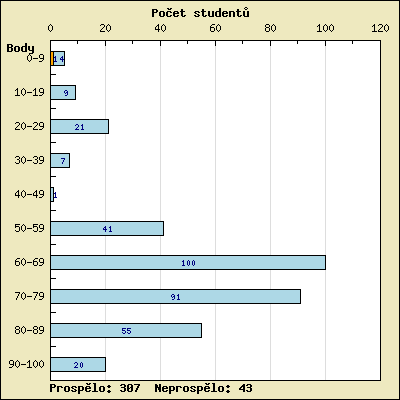 Počet studentů
0 20 40 60 80 100 120
Body
0-9 1 4
10-19 9
20-29 21
30-39 7
40-49 1
50-59 41
60-69 100
70-79 91
80-89 55
90-100 20
Prospělo: 307 Neprospělo: 43